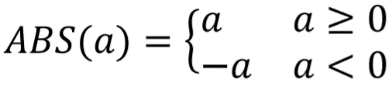 ABS(a) = { a a ≥ 0
−a a < 0